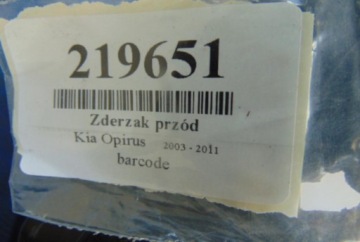 219651
Zderzak przód
Kia Opirus 2003 - 2011
barcode